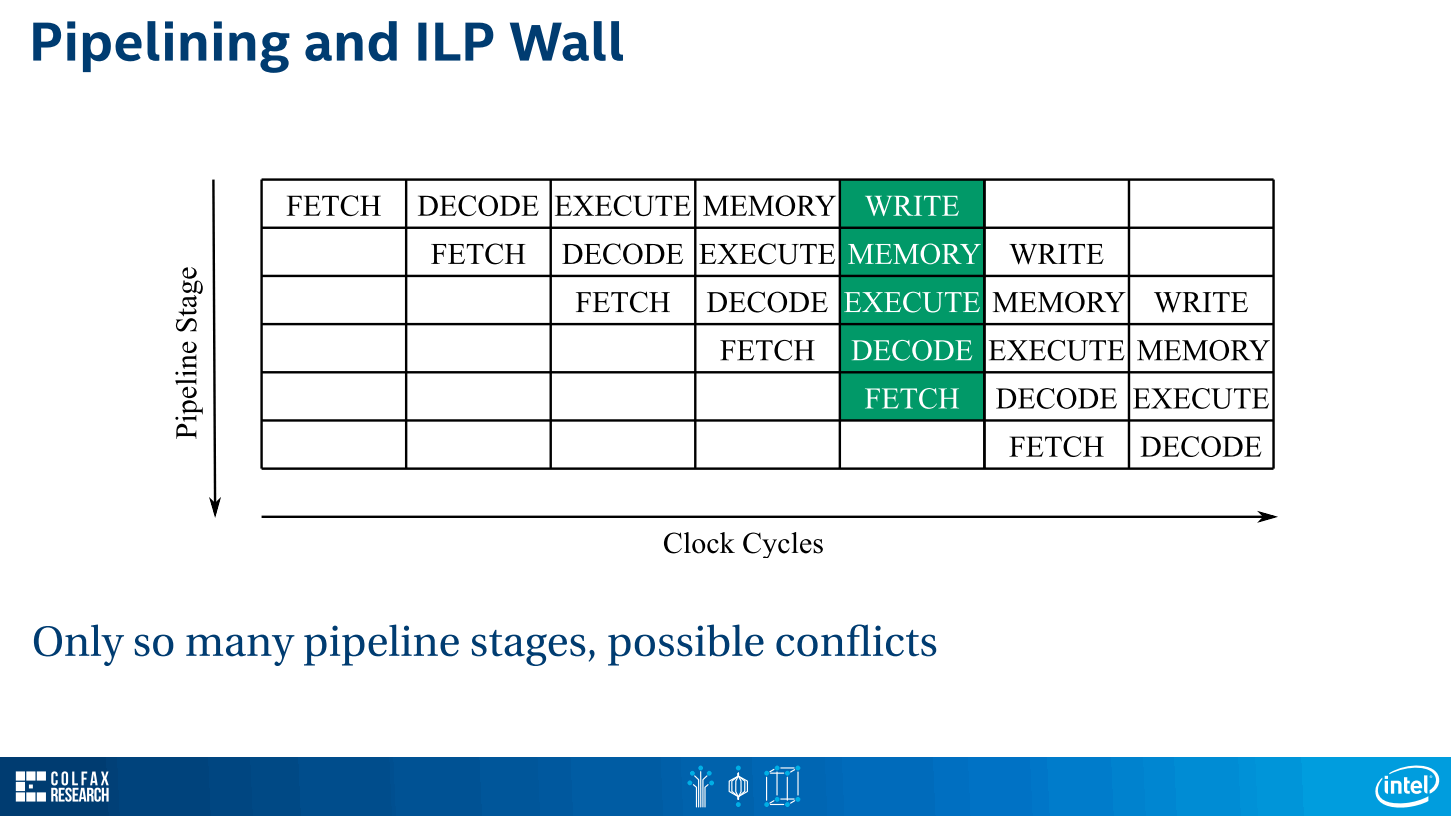 Pipelining and ILP Wall
FETCH DECODE EXECUTE MEMORY WRITE
FETCH DECODE EXECUTE MEMORY WRITE
FETCH DECODE EXECUTE MEMORY WRITE
FETCH DECODE EXECUTE MEMORY
FETCH DECODE EXECUTE
FETCH DECODE
Pipeline Stage
Clock Cycles
Only so many pipeline stages, possible conflicts
COLFAX
RESEARCH
intel